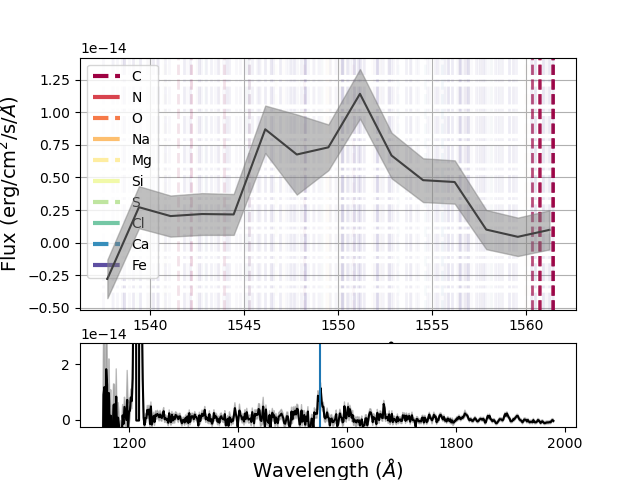 1e−14
Flux (erg/cm²/s/Å)
1.25
1.00
0.75
0.50
0.25
0.00
−0.25
−0.50
C
N
O
Na
Mg
Si
S
Cl
Ca
Fe
1540 1545 1550 1555 1560
1e−14
2
0
1200 1400 1600 1800 2000
Wavelength (Å)